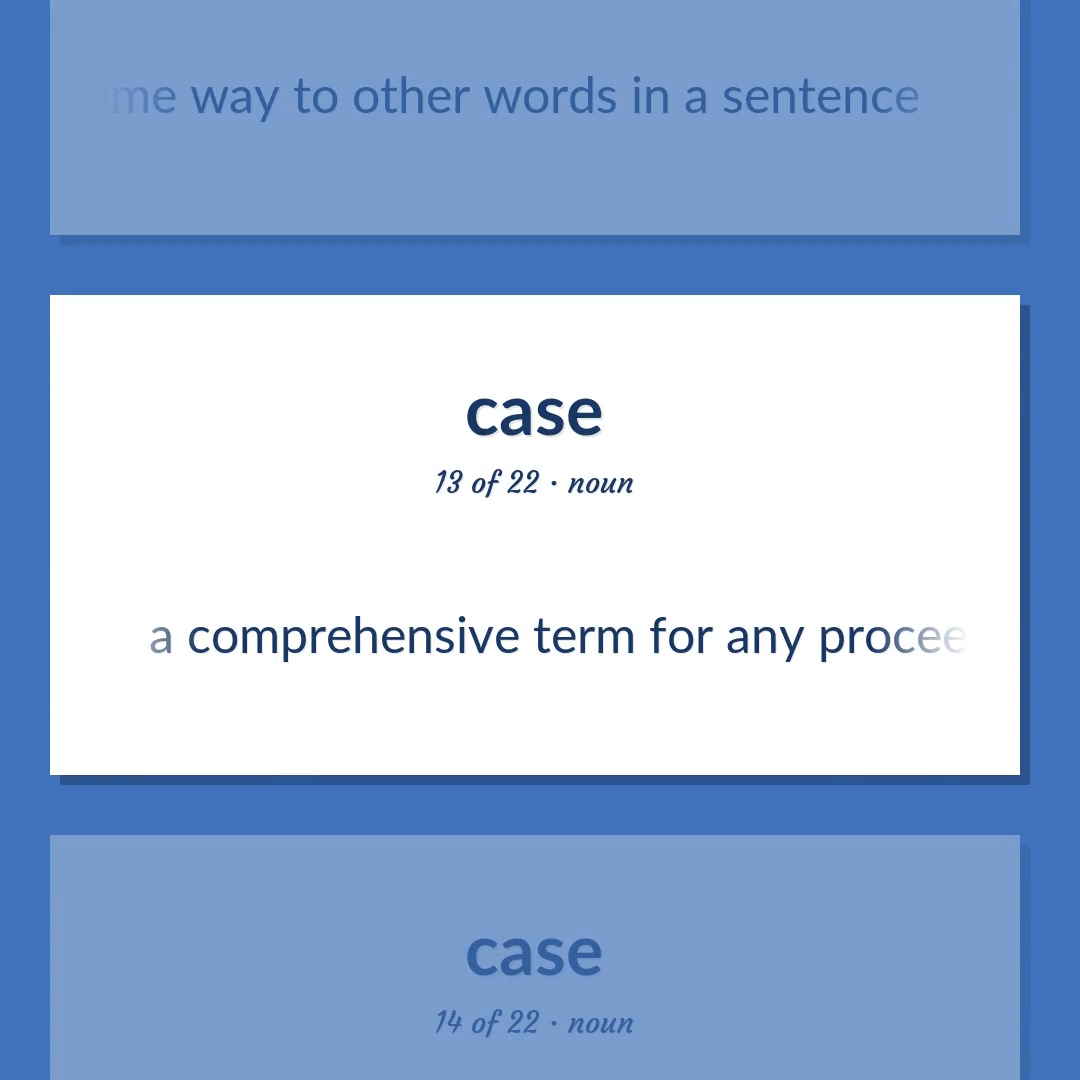 me way to other words in a sentence
case
13 of 22 · noun
a comprehensive term for any procee
case
14 of 22 · noun